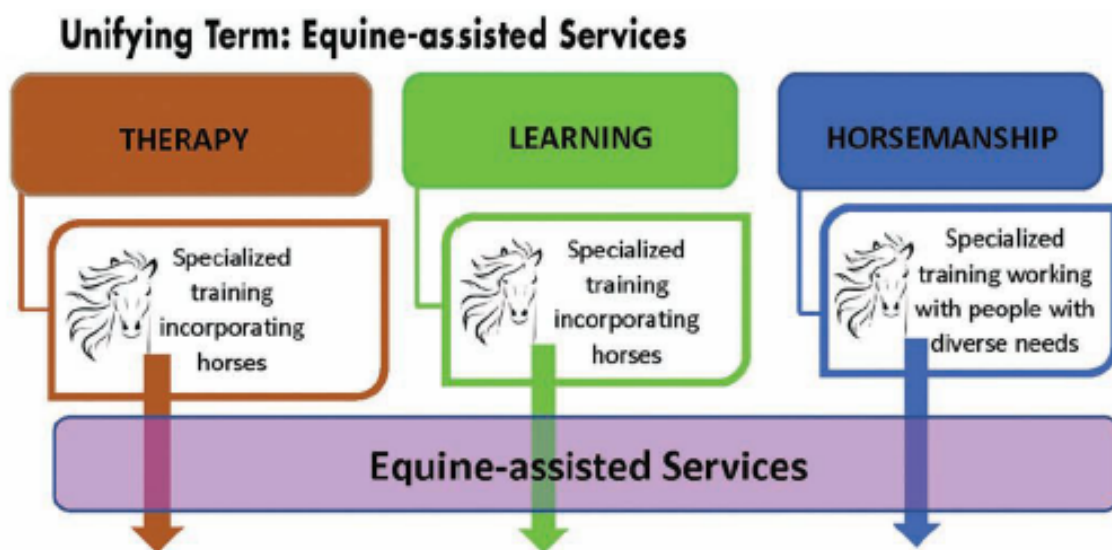 Unifying Term: Equine-assisted Services
THERAPY
Specialized
training
incorporating
horses
LEARNING
Specialized
training
incorporating
horses
HORSEMANSHIP
Specialized
training working
with people with
diverse needs
Equine-assisted Services